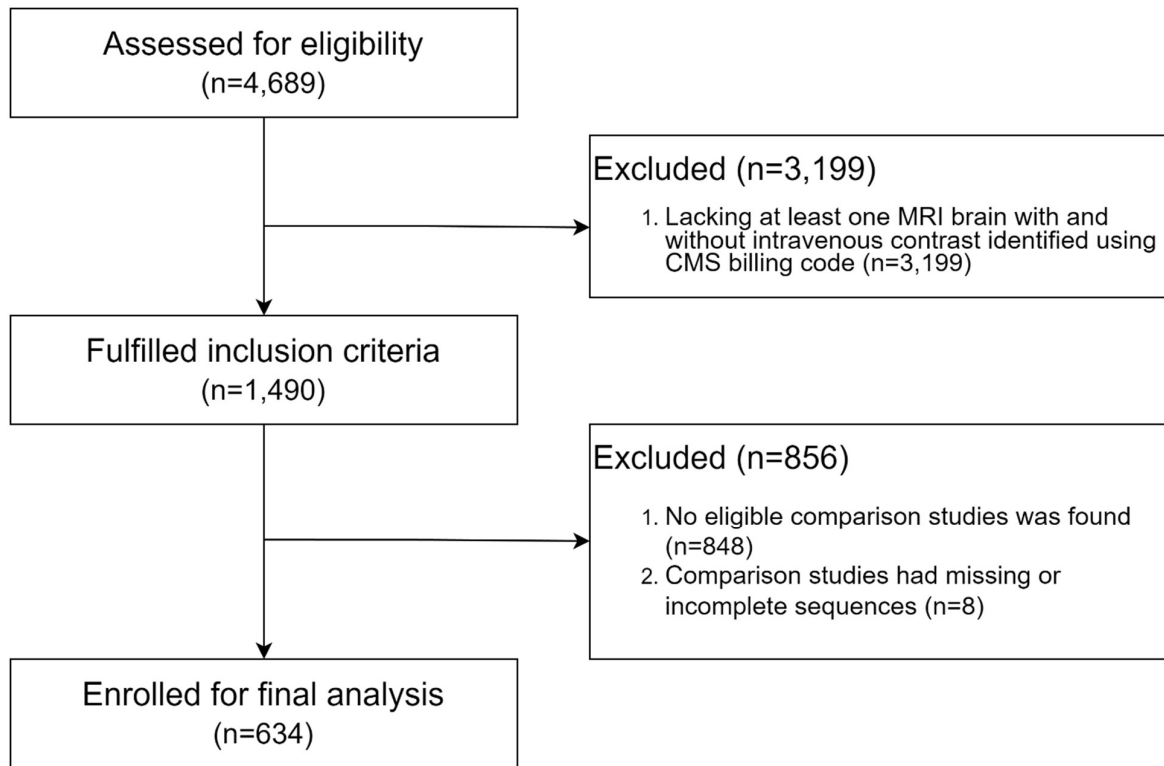 Assessed for eligibility
(n=4,689)
Excluded (n=3,199)
1. Lacking at least one MRI brain with and
without intravenous contrast identified using
CMS billing code (n=3,199)
Fulfilled inclusion criteria
(n=1,490)
Excluded (n=856)
1. No eligible comparison studies was found
(n=848)
2. Comparison studies had missing or
incomplete sequences (n=8)
Enrolled for final analysis
(n=634)